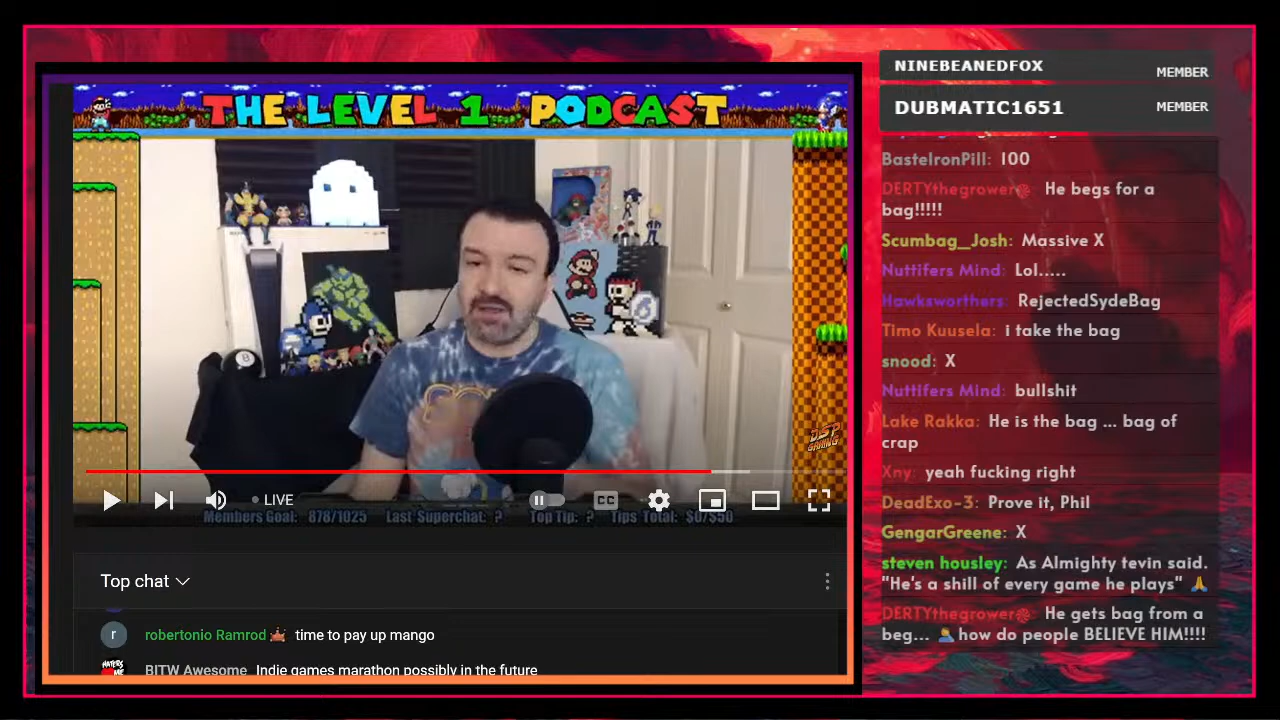 THE LEVEL 1 PODCAST
DSP
GAMING
LIVE
CC
Members Goal: 878/1025 Last Superchat: ? Top Tip: ? Tips Total: $0/$50
Top chat
r
robertonio Ramrod time to pay up mango
HATERS
BITW Awesome Indie games marathon possibly in the future
NINEBEANEDFOX MEMBER
DUBMATIC1651 MEMBER
BasteIronPill: 100
DERTYthegrower He begs for a
bag!!!!!
Scumbag_Josh: Massive X
Nuttifers Mind: Lol.....
Hawksworthers: RejectedSydeBag
Timo Kuusela: i take the bag
snood: X
Nuttifers Mind: bullshit
Lake Rakka: He is the bag ... bag of
crap
Xny: yeah fucking right
DeadExo-3: Prove it, Phil
GengarGreene: X
steven housley: As Almighty tevin said.
"He's a shill of every game he plays" 🙏
DERTYthegrower He gets bag from a
beg... 🤦‍♂️how do people BELIEVE HIM!!!!